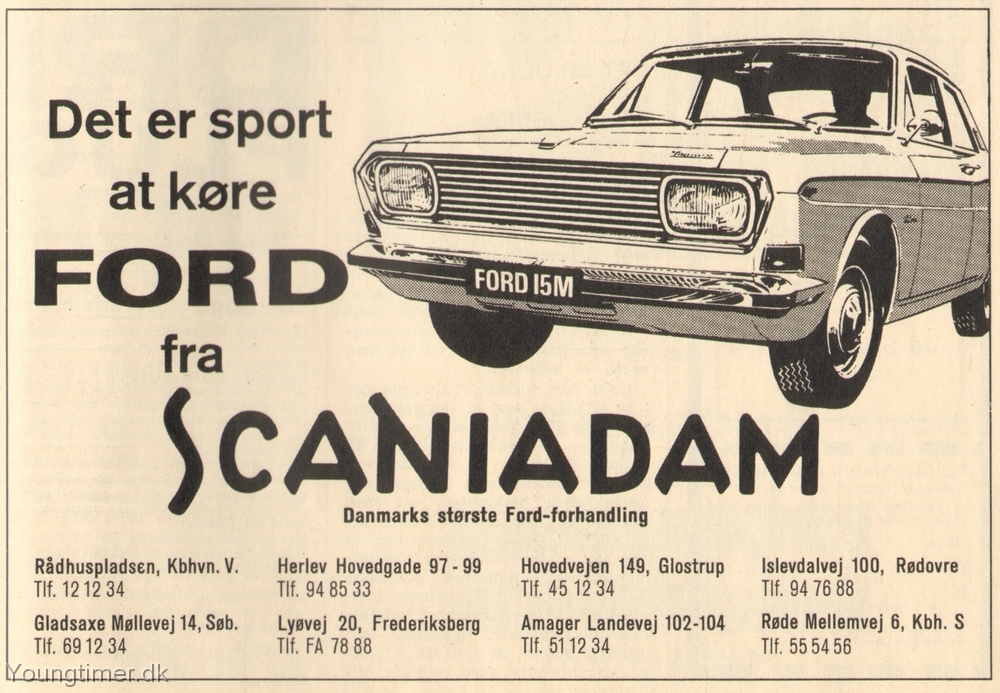 Det er sport
at køre
FORD
fra
SCANIADAM
Danmarks største Ford-forhandling
FORD 15M
Rådhuspladsen, Kbhvn. V.
Tlf. 12 12 34
Herlev Hovedgade 97-99
Tlf. 94 85 33
Hovedvejen 149, Glostrup
Tlf. 45 12 34
Islevdalvej 100, Rødovre
Tlf. 94 76 88
Gladsaxe Møllevej 14, Søb.
Tlf. 69 12 34
Lyøvej 20, Frederiksberg
Tlf. FA 78 88
Amager Landevej 102-104
Tlf. 51 12 34
Røde Mellemvej 6, Kbh. S
Tlf. 55 54 56
Youngtimer.dk